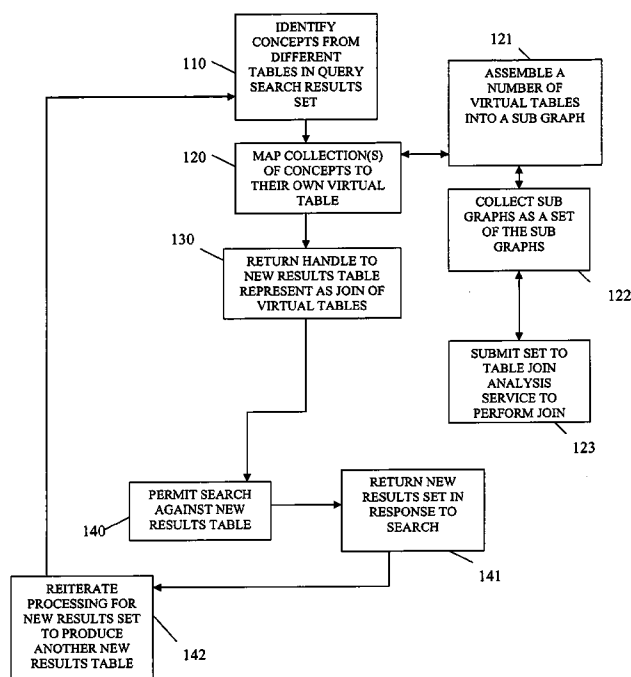 110
IDENTIFY
CONCEPTS FROM
DIFFERENT
TABLES IN QUERY
SEARCH RESULTS
SET
120
MAP COLLECTION(S)
OF CONCEPTS TO
THEIR OWN VIRTUAL
TABLE
121
ASSEMBLE A
NUMBER OF
VIRTUAL TABLES
INTO A SUB GRAPH
COLLECT SUB
GRAPHS AS A SET
OF THE SUB
GRAPHS
122
130
RETURN HANDLE TO
NEW RESULTS TABLE
REPRESENT AS JOIN OF
VIRTUAL TABLES
SUBMIT SET TO
TABLE JOIN
ANALYSIS
SERVICE TO
PERFORM JOIN
123
PERMIT SEARCH
AGAINST NEW
RESULTS TABLE
140
RETURN NEW
RESULTS SET IN
RESPONSE TO
SEARCH
141
REITERATE
PROCESSING FOR
NEW RESULTS SET
TO PRODUCE
ANOTHER NEW
RESULTS TABLE
142